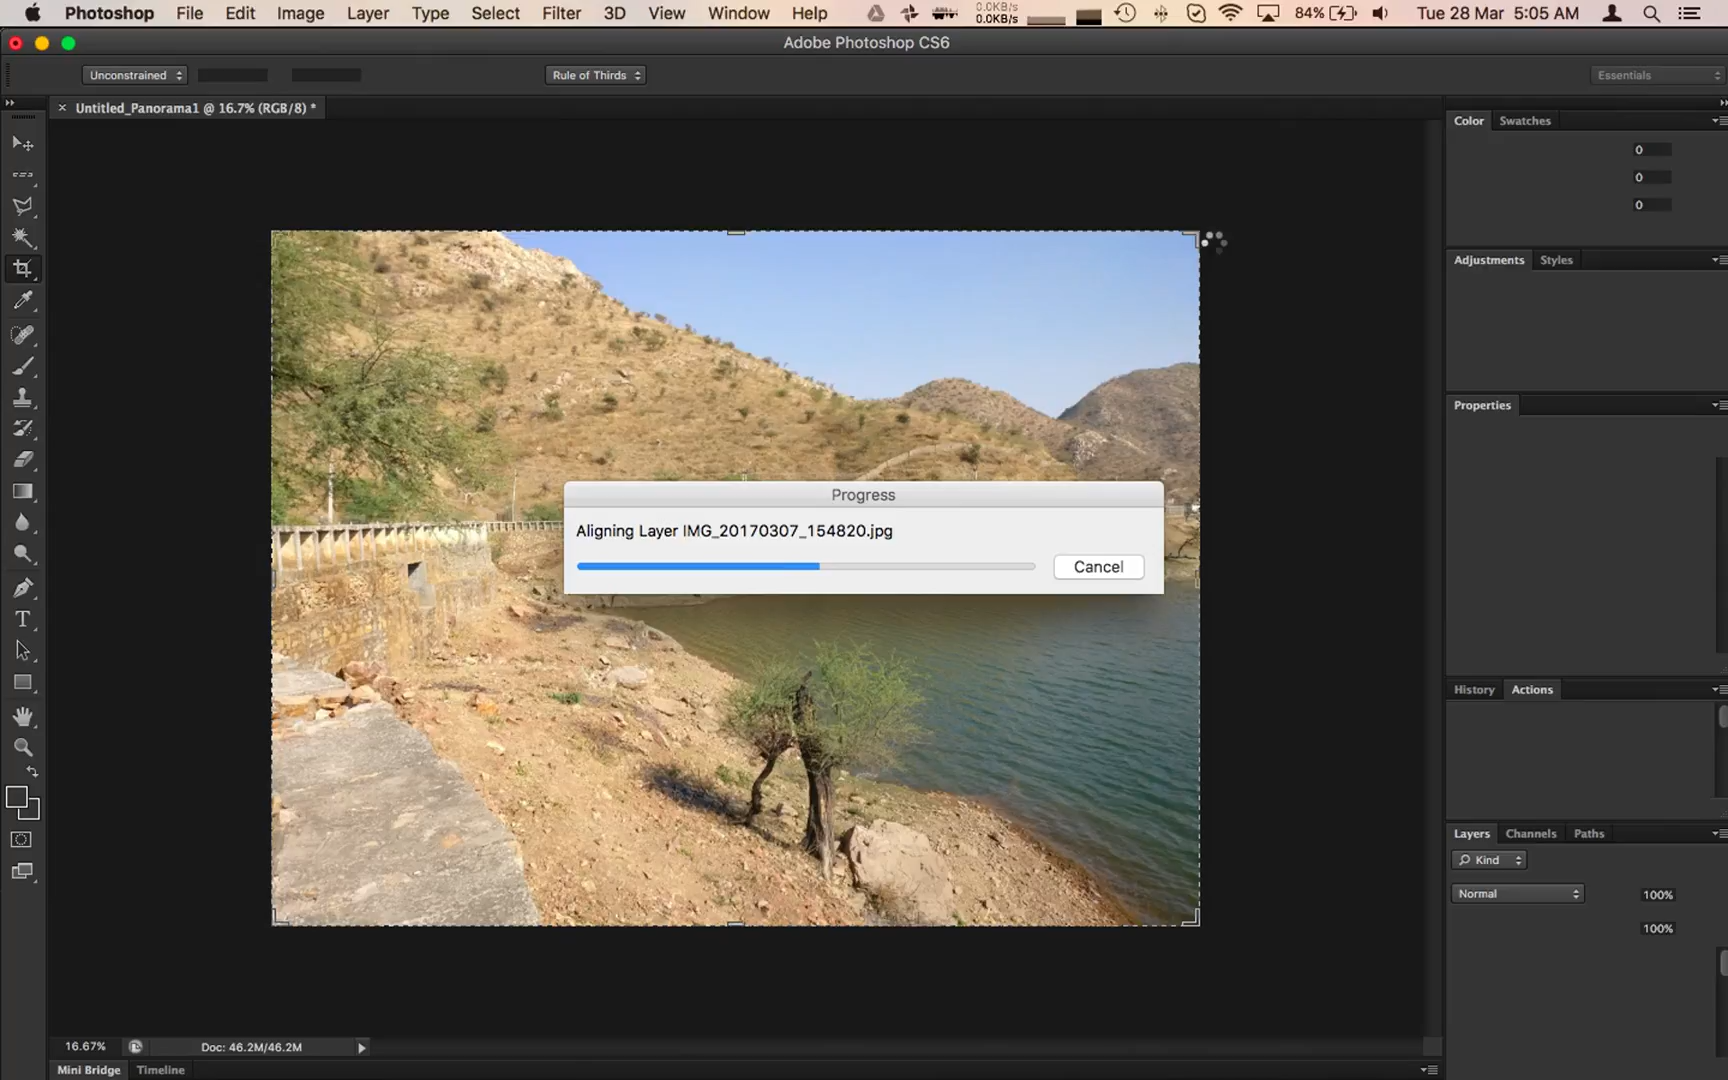 Photoshop File Edit Image Layer Type Select Filter 3D View Window Help 0.0KB/s 0.0KB/s 84% Tue 28 Mar 5:05 AM
Adobe Photoshop CS6
Unconstrained Rule of Thirds Essentials
Untitled_Panorama1 @ 16.7% (RGB/8) *
Color Swatches
0
0
0
Adjustments Styles
Properties
Progress
Aligning Layer IMG_20170307_154820.jpg
Cancel
History Actions
Layers Channels Paths
Kind
Normal 100%
100%
16.67% Doc: 46.2M/46.2M
Mini Bridge Timeline